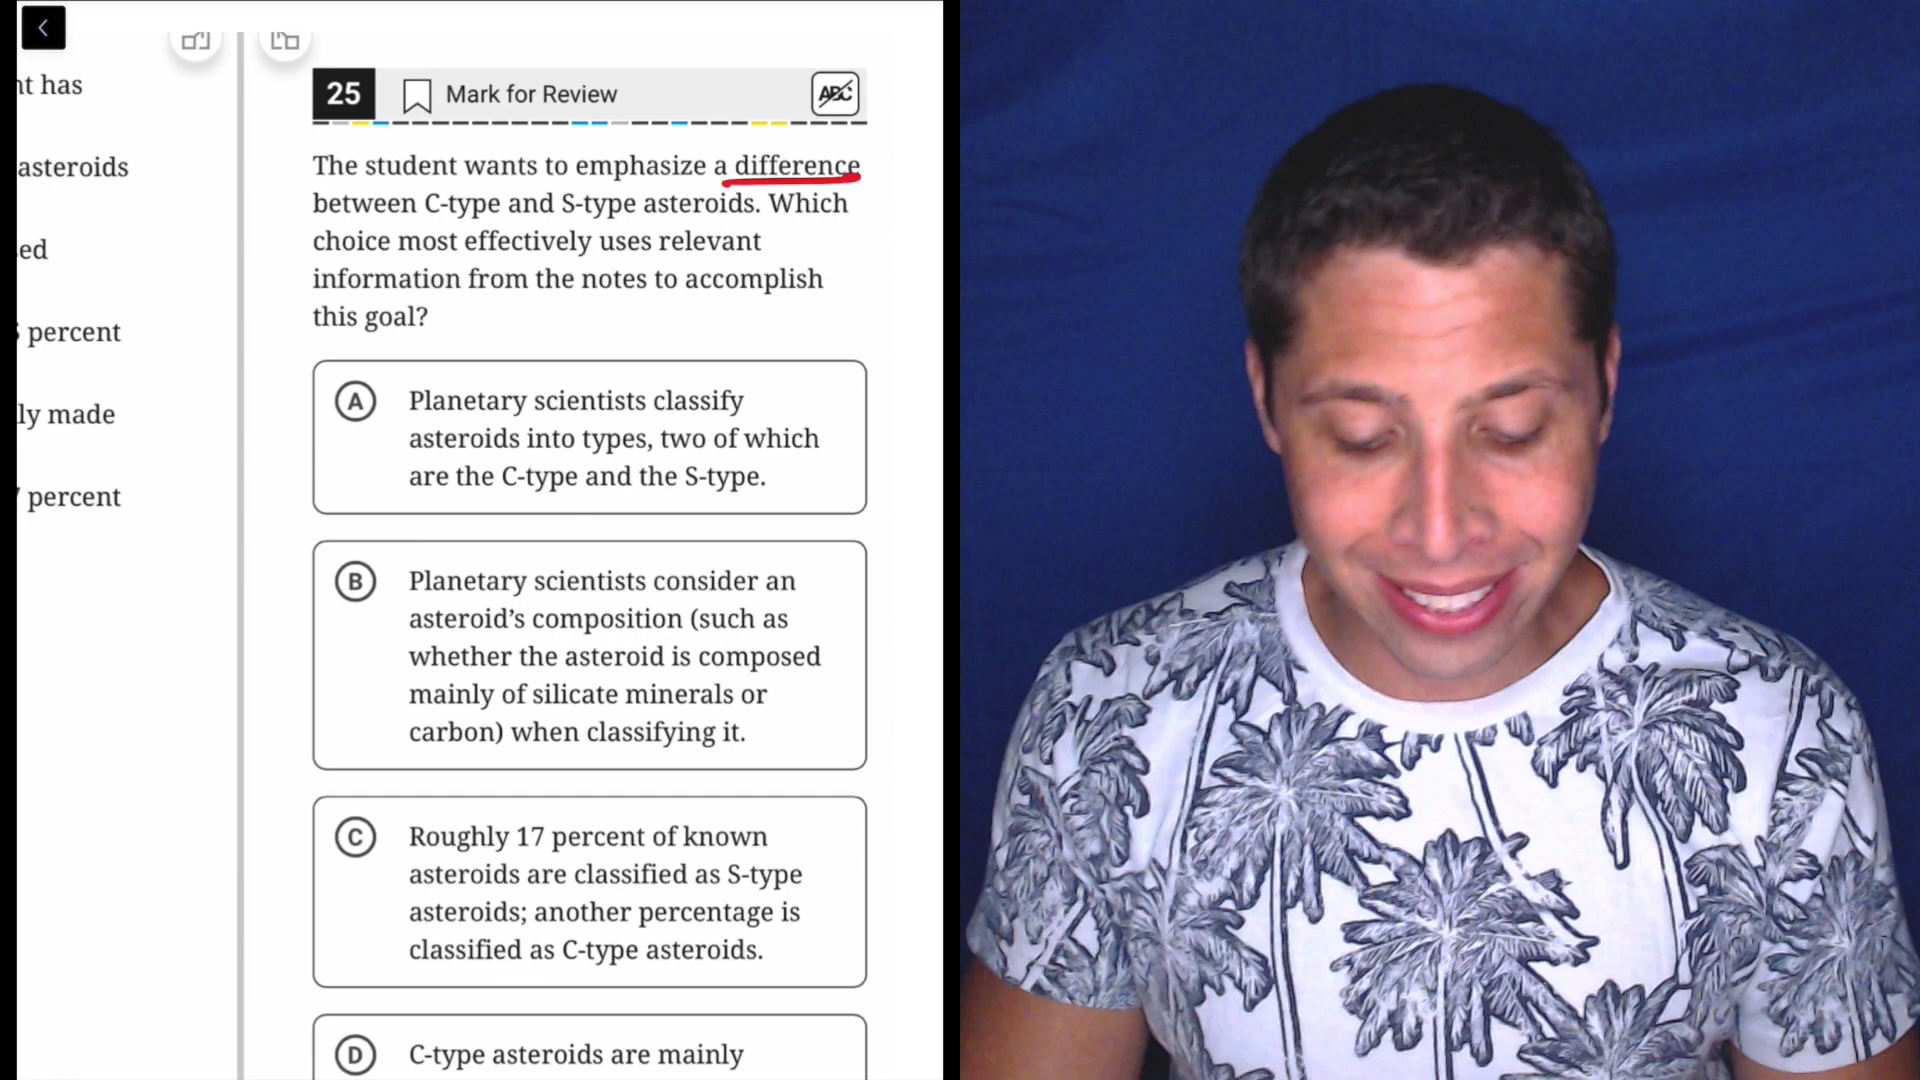 nt has
asteroids
ed
percent
ly made
percent
25
Mark for Review
ABC
The student wants to emphasize a difference
between C-type and S-type asteroids. Which
choice most effectively uses relevant
information from the notes to accomplish
this goal?
A
Planetary scientists classify
asteroids into types, two of which
are the C-type and the S-type.
B
Planetary scientists consider an
asteroid’s composition (such as
whether the asteroid is composed
mainly of silicate minerals or
carbon) when classifying it.
C
Roughly 17 percent of known
asteroids are classified as S-type
asteroids; another percentage is
classified as C-type asteroids.
D
C-type asteroids are mainly